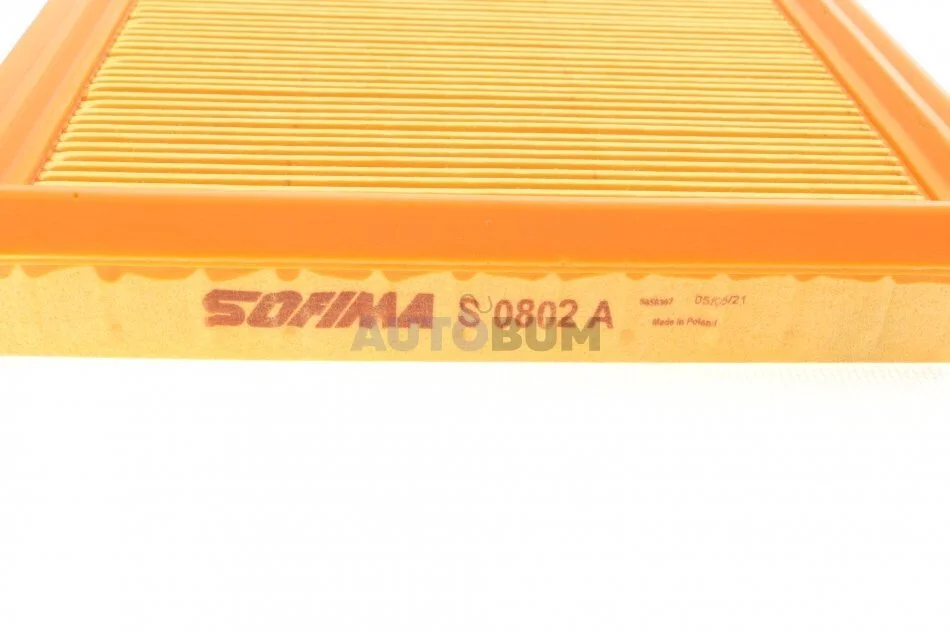 SOFIMA S 0802 A 05/05/21
Made in Poland
AUTOBUM